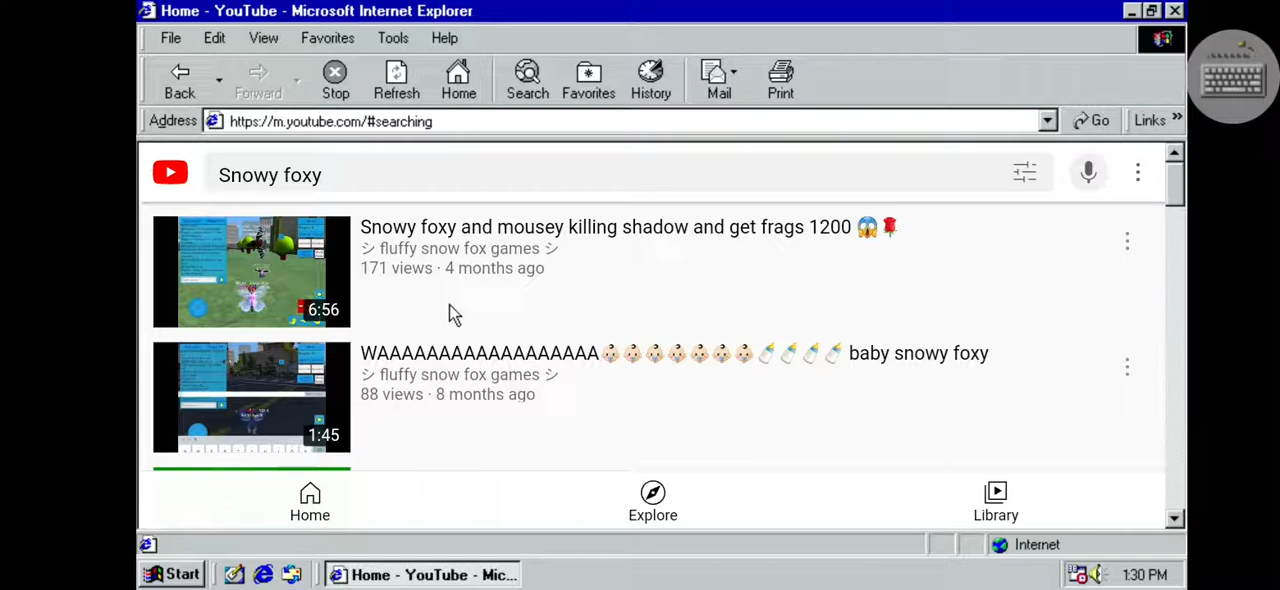 Home - YouTube - Microsoft Internet Explorer
File Edit View Favorites Tools Help
Back Forward Stop Refresh Home Search Favorites History Mail Print
Address https://m.youtube.com/#searching Go Links »
Snowy foxy
Snowy foxy and mousey killing shadow and get frags 1200 😱🌹
シ fluffy snow fox games シ
171 views · 4 months ago
6:56
WAAAAAAAAAAAAAAAAAA👶🏻👶🏻👶🏻👶🏻👶🏻👶🏻👶🏻🍼🍼🍼🍼 baby snowy foxy
シ fluffy snow fox games シ
88 views · 8 months ago
1:45
Home Explore Library
Internet
Start Home - YouTube - Mic... 1:30 PM